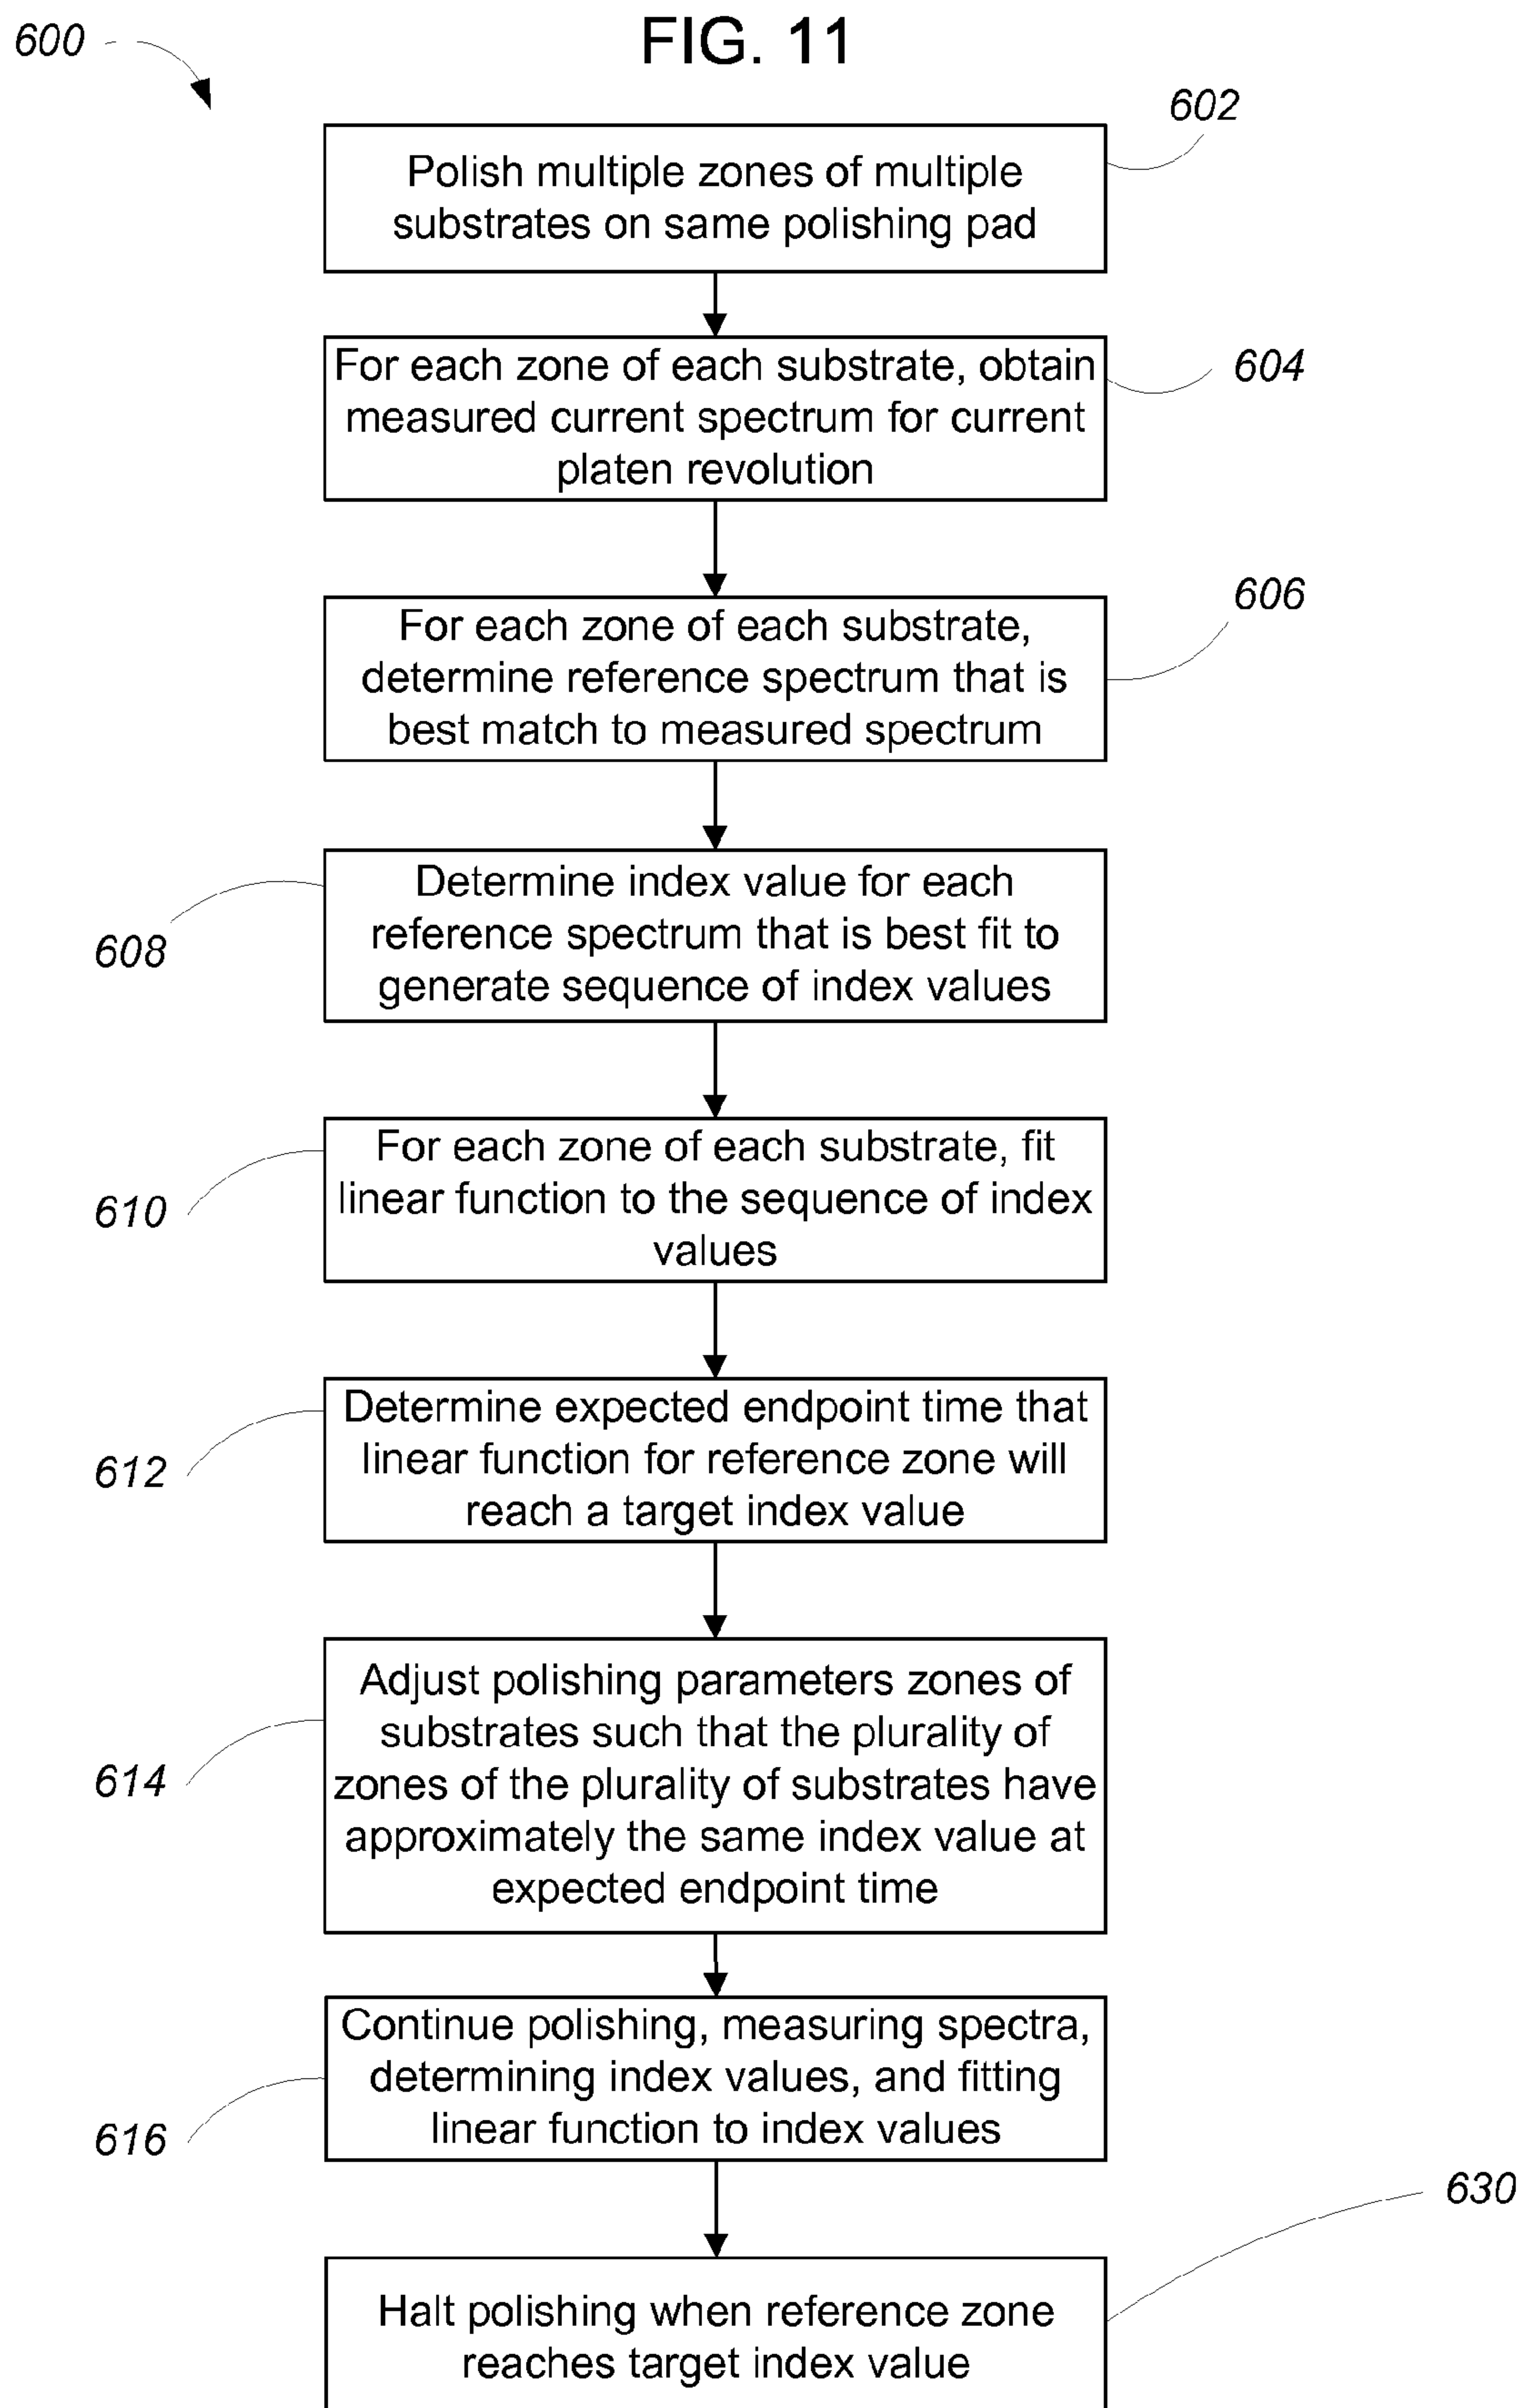 600
FIG. 11
602
Polish multiple zones of multiple
substrates on same polishing pad
604
For each zone of each substrate, obtain
measured current spectrum for current
platen revolution
606
For each zone of each substrate,
determine reference spectrum that is
best match to measured spectrum
608
Determine index value for each
reference spectrum that is best fit to
generate sequence of index values
610
For each zone of each substrate, fit
linear function to the sequence of index
values
612
Determine expected endpoint time that
linear function for reference zone will
reach a target index value
614
Adjust polishing parameters zones of
substrates such that the plurality of
zones of the plurality of substrates have
approximately the same index value at
expected endpoint time
616
Continue polishing, measuring spectra,
determining index values, and fitting
linear function to index values
630
Halt polishing when reference zone
reaches target index value